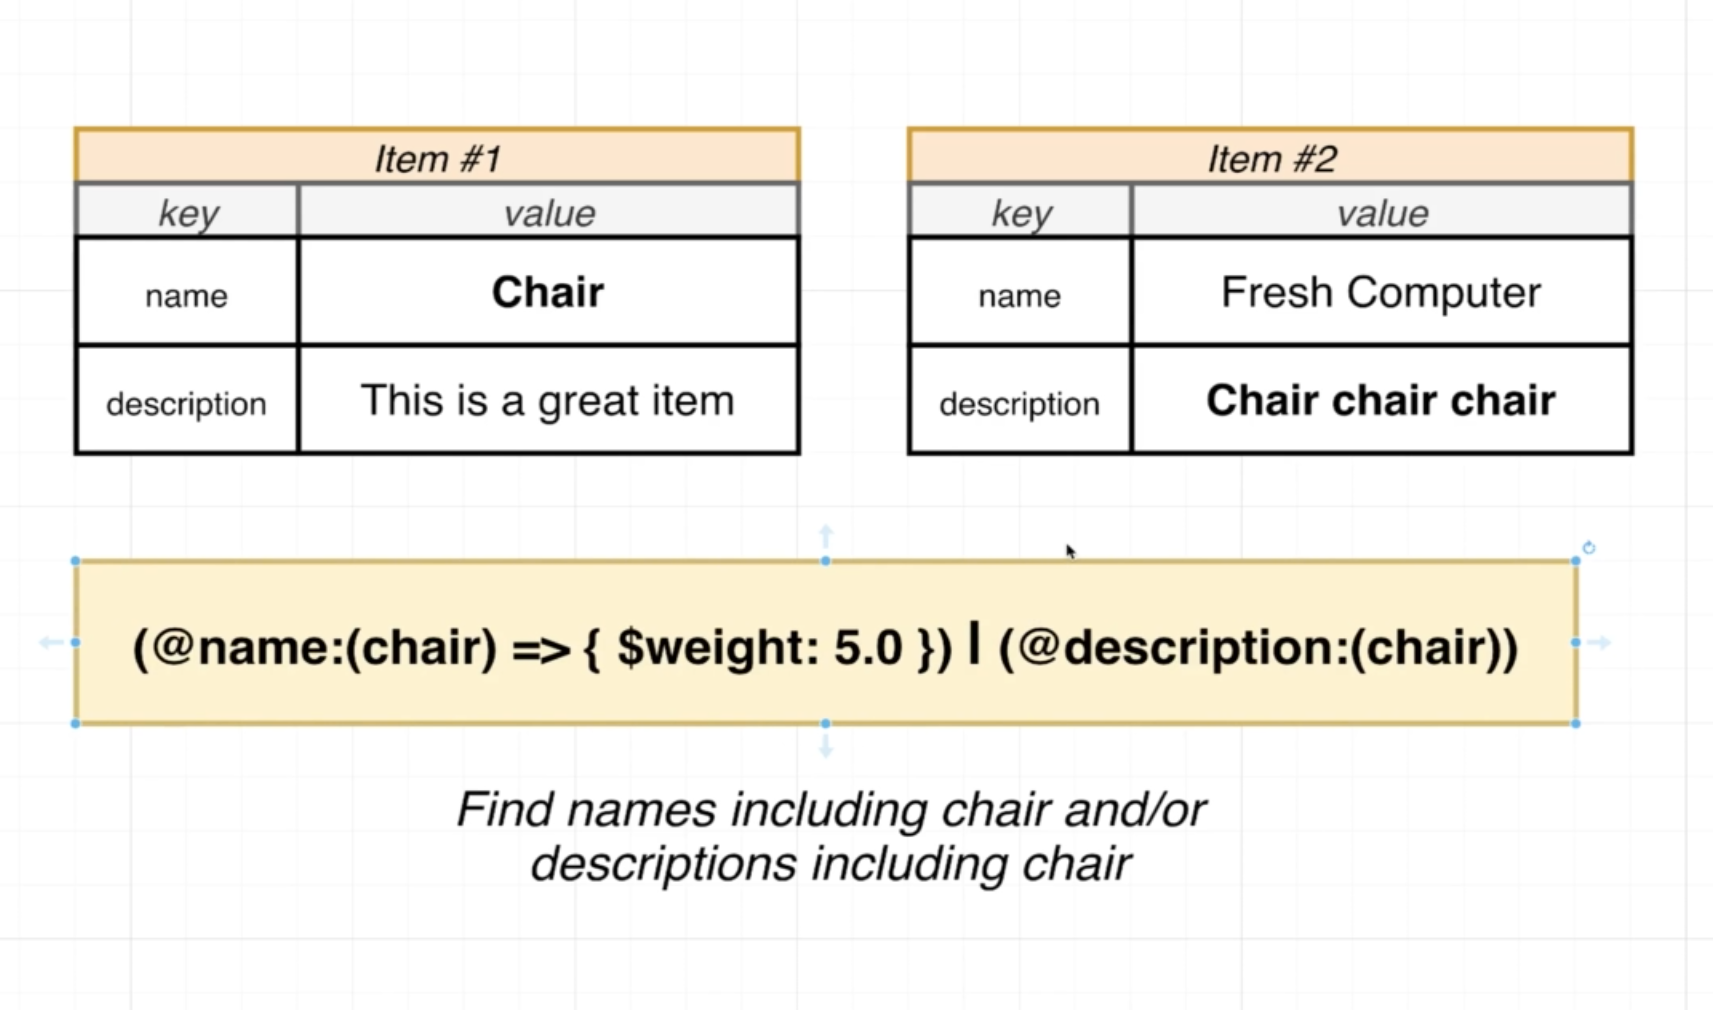 Item #1
key value
name Chair
description This is a great item
Item #2
key value
name Fresh Computer
description Chair chair chair
(@name:(chair) => { $weight: 5.0 }) | (@description:(chair))
Find names including chair and/or
descriptions including chair